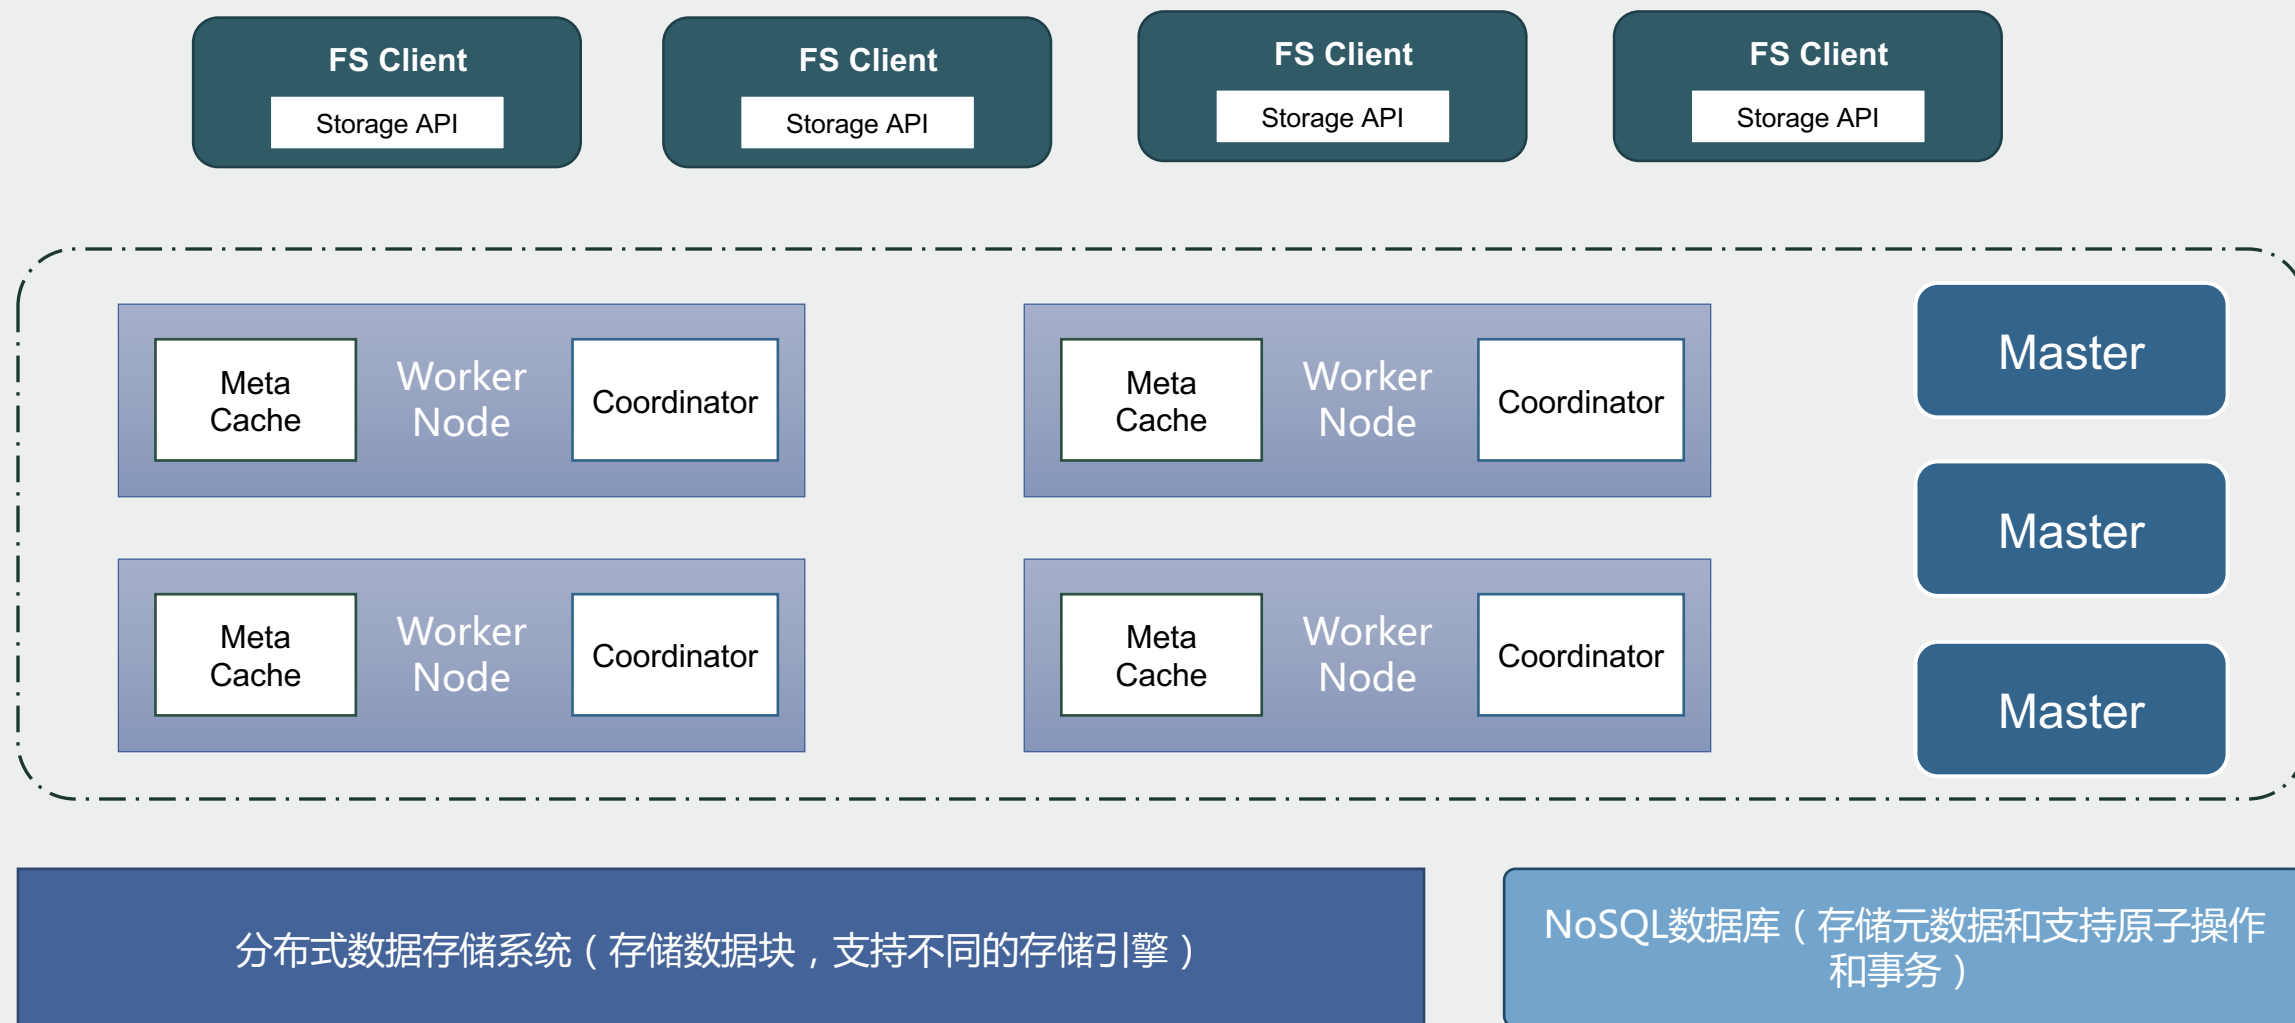 FS Client
Storage API
FS Client
Storage API
FS Client
Storage API
FS Client
Storage API
Meta
Cache
Worker
Node
Coordinator
Meta
Cache
Worker
Node
Coordinator
Master
Master
Meta
Cache
Worker
Node
Coordinator
Meta
Cache
Worker
Node
Coordinator
Master
分布式数据存储系统（存储数据块，支持不同的存储引擎）
NoSQL数据库（存储元数据和支持原子操作
和事务）